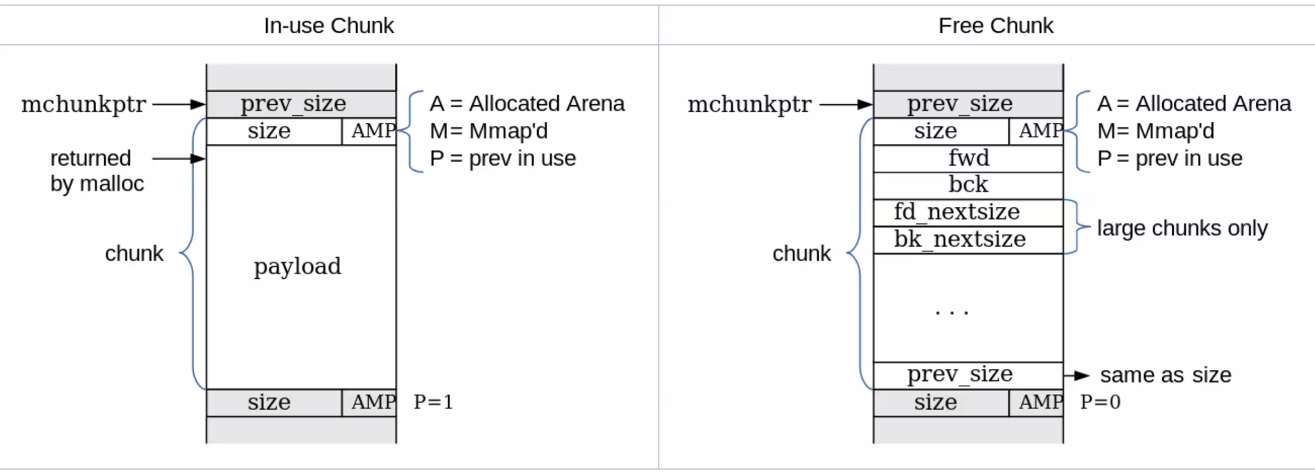 In-use Chunk
mchunkptr
prev_size
size
AMP
A = Allocated Arena
M= Mmap'd
P = prev in use
returned
by malloc
chunk
payload
size
AMP
P=1
Free Chunk
mchunkptr
prev_size
size
AMP
A = Allocated Arena
M= Mmap'd
P = prev in use
fwd
bck
fd_nextsize
bk_nextsize
large chunks only
chunk
. . .
prev_size
same as size
size
AMP
P=0